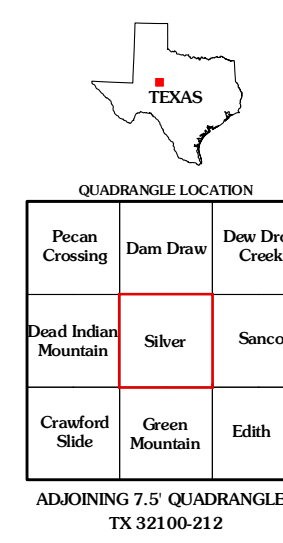 TEXAS
QUADRANGLE LOCATION
Pecan
Crossing
Dam Draw
Dew Dro
Creek
Dead Indian
Mountain
Silver
Sanco
Crawford
Slide
Green
Mountain
Edith
ADJOINING 7.5' QUADRANGLE
TX 32100-212